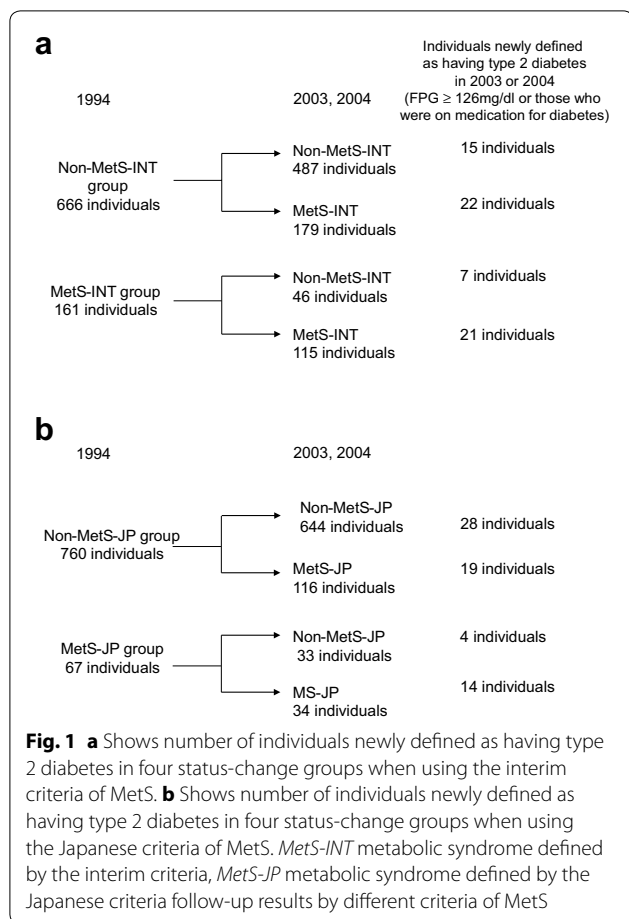 a
Individuals newly defined
as having type 2 diabetes
in 2003 or 2004
(FPG ≥ 126mg/dl or those who
were on medication for diabetes)
1994
2003, 2004
Non-MetS-INT
group
666 individuals
Non-MetS-INT
487 individuals
15 individuals
MetS-INT
179 individuals
22 individuals
MetS-INT group
161 individuals
Non-MetS-INT
46 individuals
7 individuals
MetS-INT
115 individuals
21 individuals
b
1994
2003, 2004
Non-MetS-JP group
760 individuals
Non-MetS-JP
644 individuals
28 individuals
MetS-JP
116 individuals
19 individuals
MetS-JP group
67 individuals
Non-MetS-JP
33 individuals
4 individuals
MS-JP
34 individuals
14 individuals
Fig. 1 a Shows number of individuals newly defined as having type
2 diabetes in four status-change groups when using the interim
criteria of MetS. b Shows number of individuals newly defined as
having type 2 diabetes in four status-change groups when using
the Japanese criteria of MetS. MetS-INT metabolic syndrome defined
by the interim criteria, MetS-JP metabolic syndrome defined by the
Japanese criteria follow-up results by different criteria of MetS